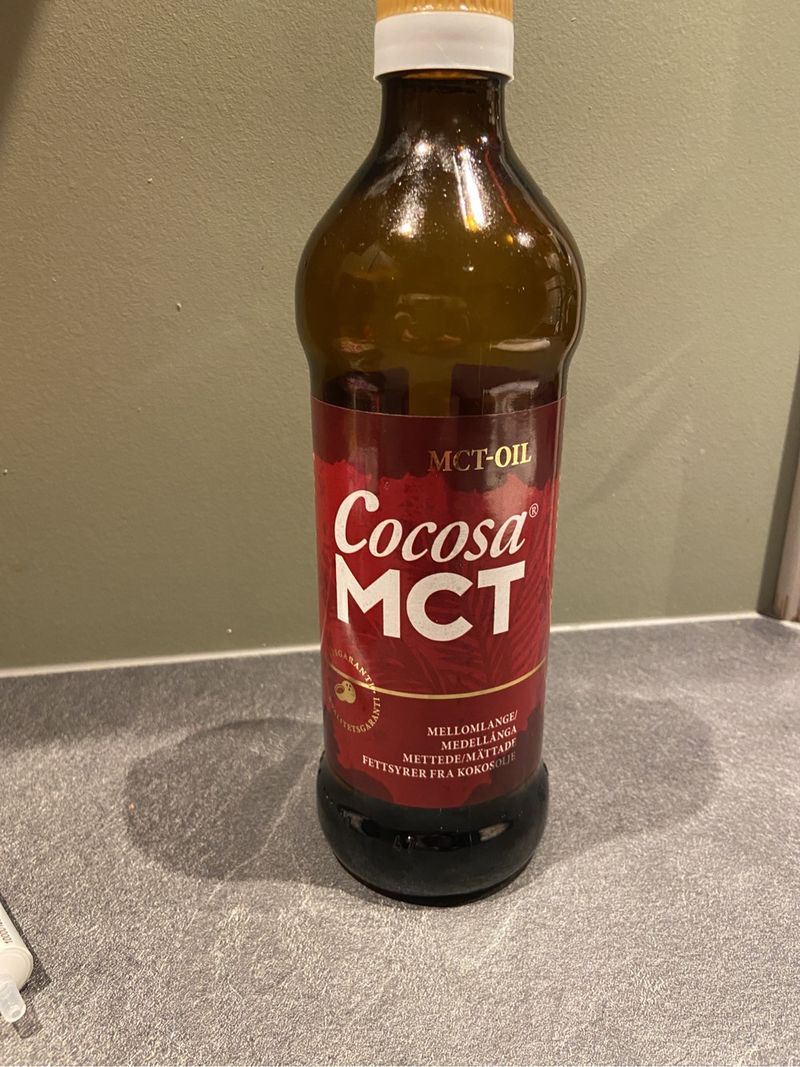 MCT-OIL
Cocosa®
MCT
MELLOMLANGE/
MEDELLÅNGA
METTEDE/MÄTTADE
FETTSYRER FRA KOKOSOLJE